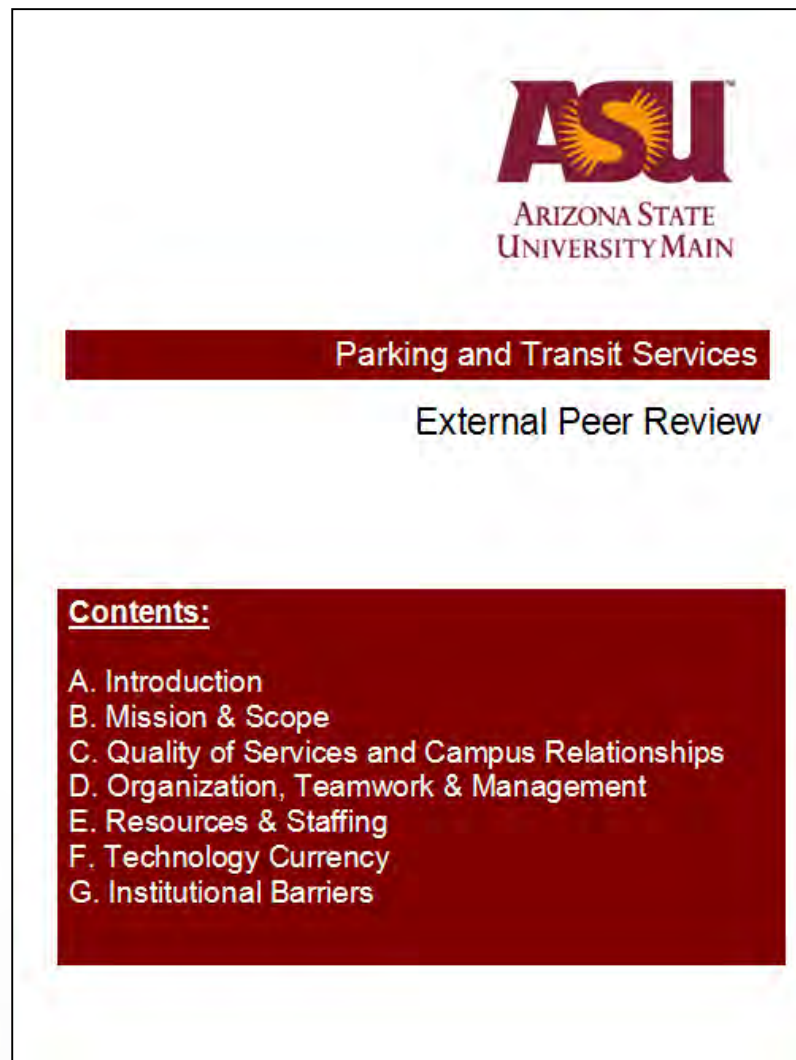 ASU
ARIZONA STATE
UNIVERSITY MAIN
Parking and Transit Services
External Peer Review
Contents:
A. Introduction
B. Mission & Scope
C. Quality of Services and Campus Relationships
D. Organization, Teamwork & Management
E. Resources & Staffing
F. Technology Currency
G. Institutional Barriers